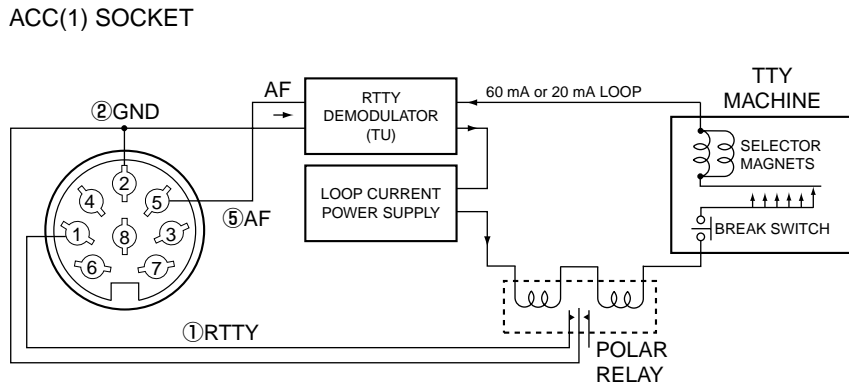 ACC(1) SOCKET
②GND
AF
RTTY
DEMODULATOR
(TU)
60 mA or 20 mA LOOP
TTY
MACHINE
SELECTOR
MAGNETS
LOOP CURRENT
POWER SUPPLY
⑤AF
BREAK SWITCH
2
4
5
1
8
3
6
7
①RTTY
POLAR
RELAY